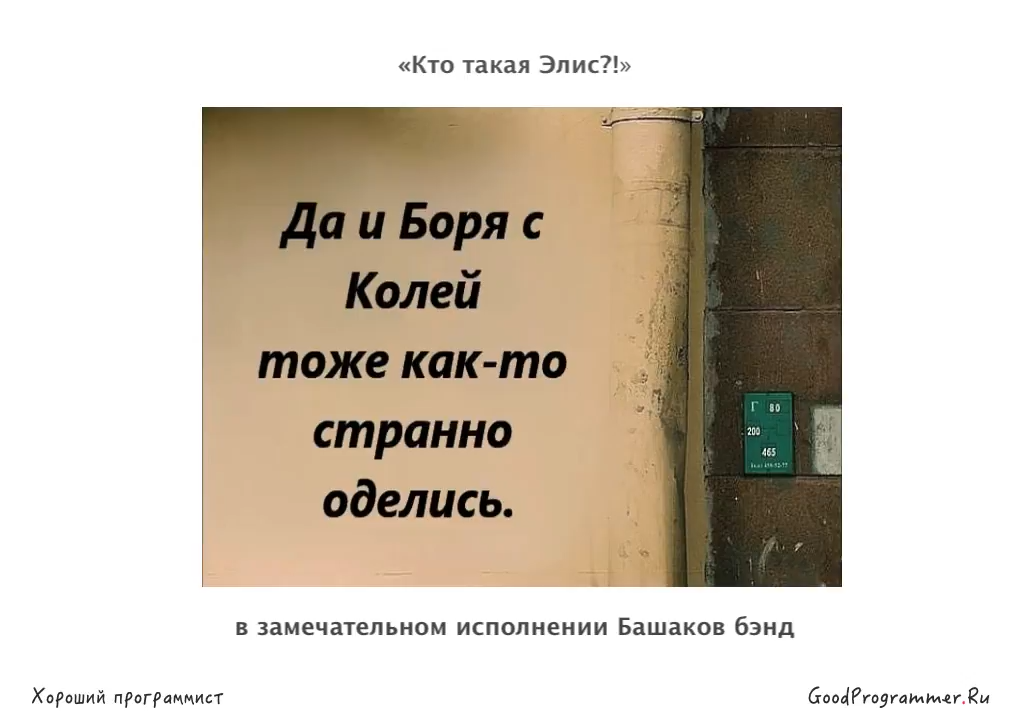 «Кто такая Элис?!»
Да и Боря с
Колей
тоже как-то
странно
оделись.
Г 80
200
465
в замечательном исполнении Башаков бэнд
Хороший программист
GoodProgrammer.Ru